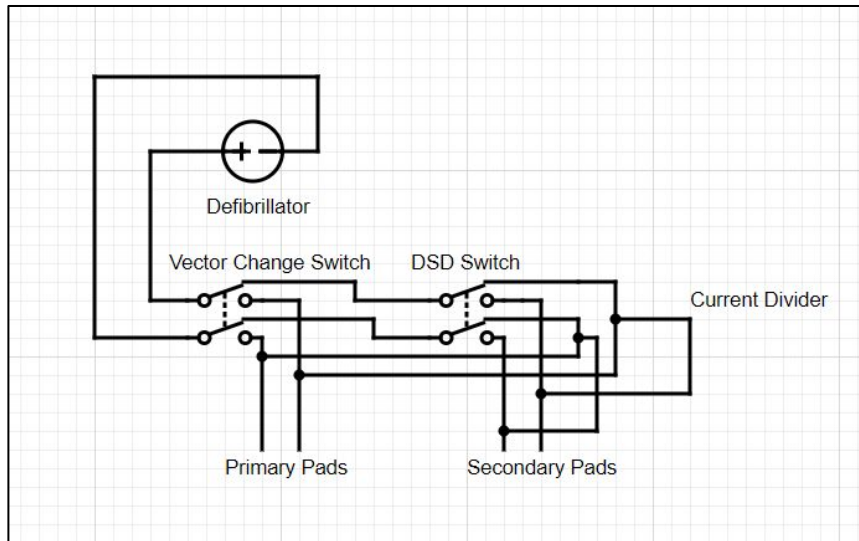 Defibrillator
Vector Change Switch
DSD Switch
Current Divider
Primary Pads
Secondary Pads